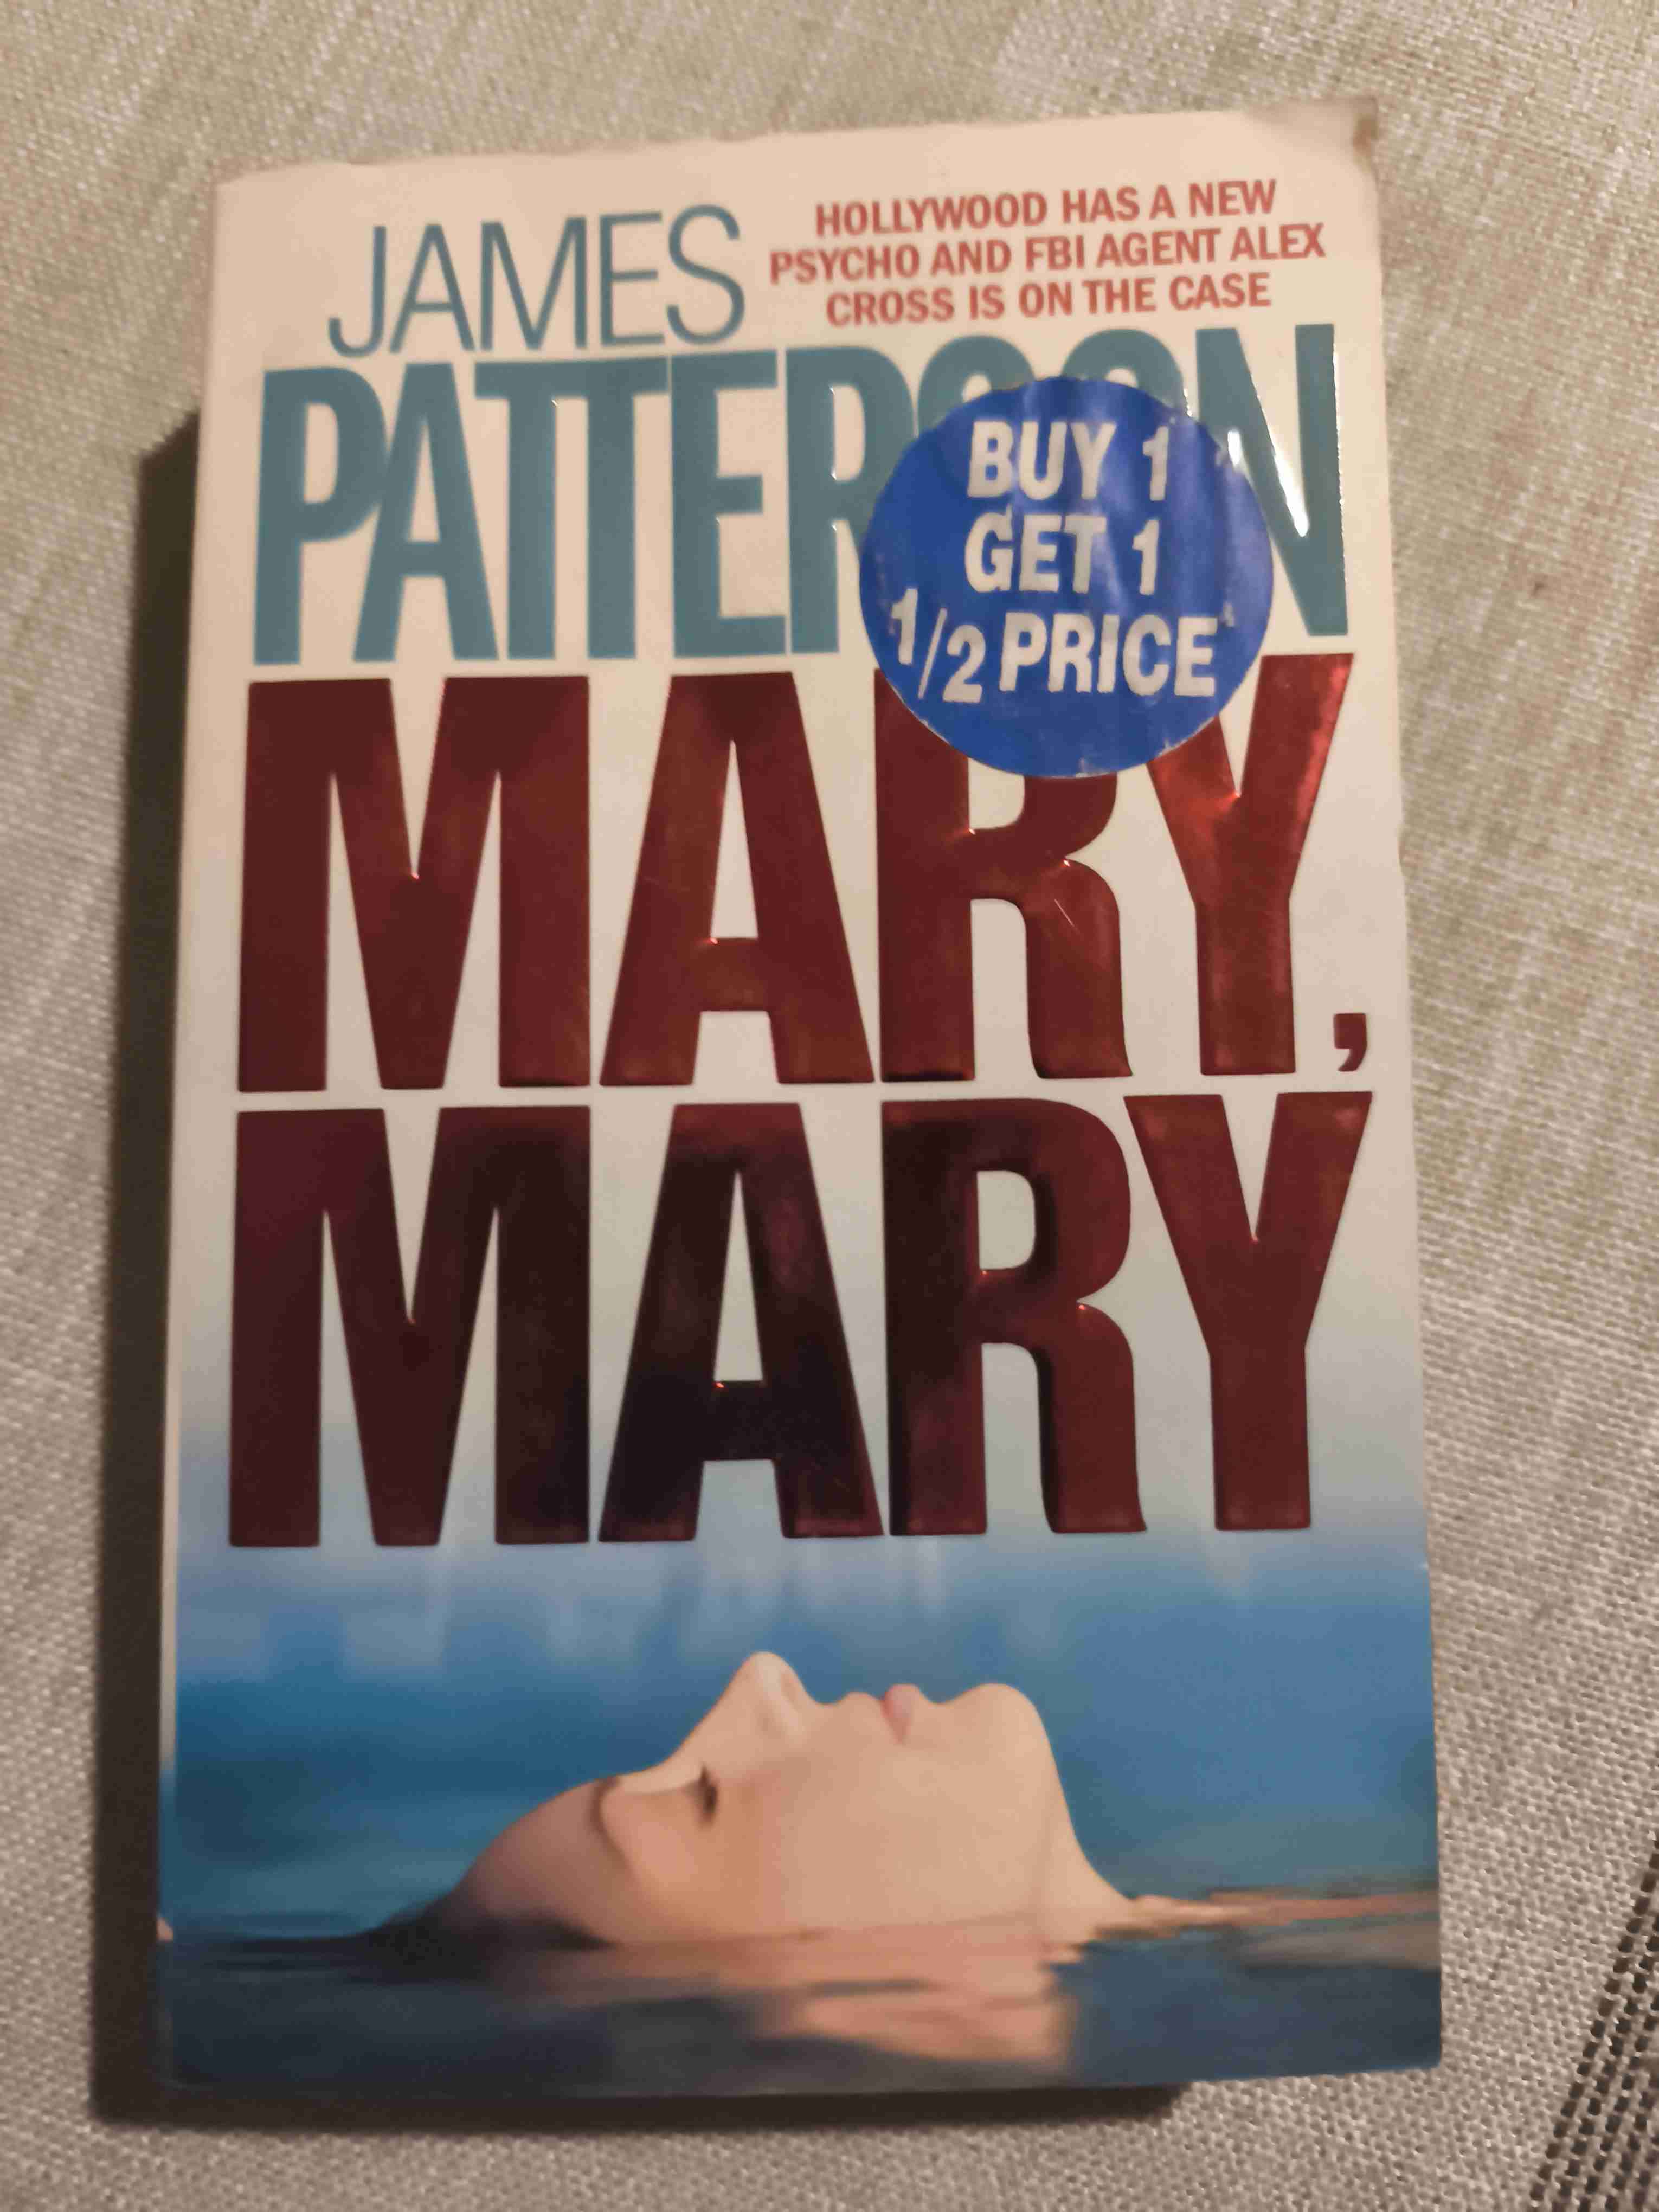 JAMES
HOLLYWOOD HAS A NEW
PSYCHO AND FBI AGENT ALEX
CROSS IS ON THE CASE
PATTERSON
BUY 1
GET 1
1/2 PRICE
MARY,
MARY